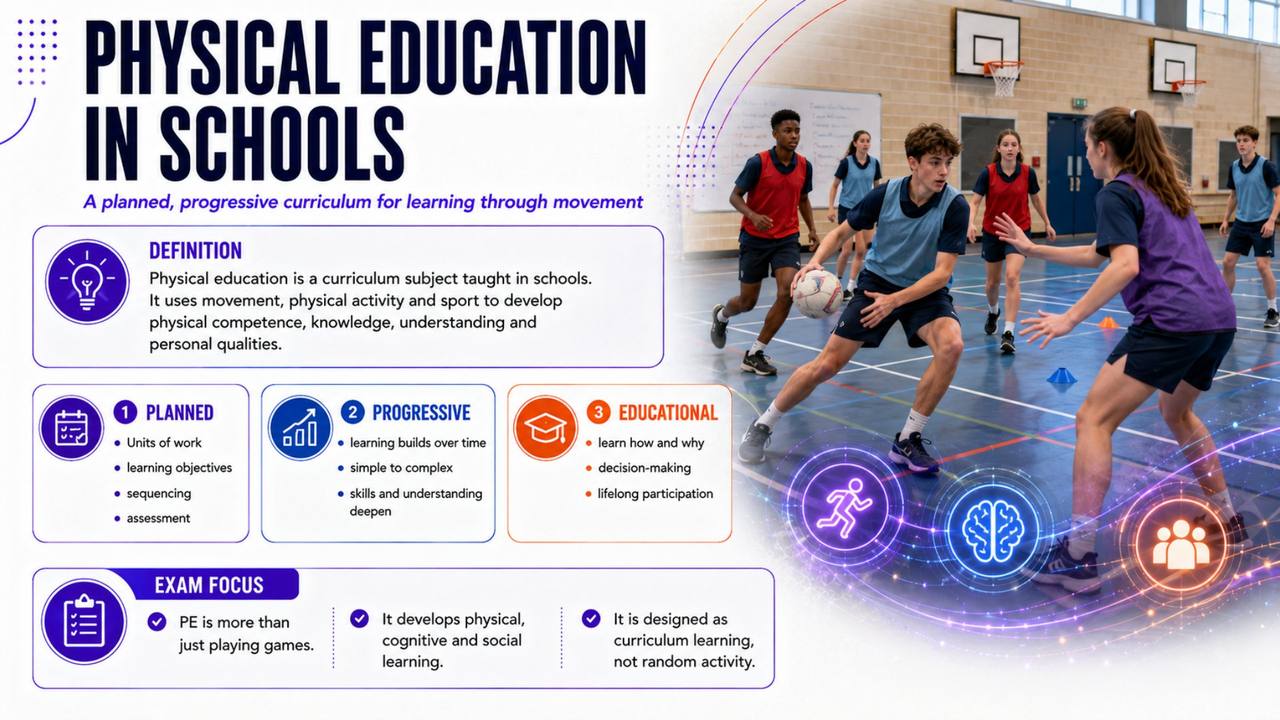 PHYSICAL EDUCATION
IN SCHOOLS
A planned, progressive curriculum for learning through movement
DEFINITION
Physical education is a curriculum subject taught in schools.
It uses movement, physical activity and sport to develop
physical competence, knowledge, understanding and
personal qualities.
1 PLANNED
• Units of work
• learning objectives
• sequencing
• assessment
2 PROGRESSIVE
• learning builds over time
• simple to complex
• skills and understanding
deepen
3 EDUCATIONAL
• learn how and why
• decision-making
• lifelong participation
EXAM FOCUS
PE is more than
just playing games.
It develops physical,
cognitive and social
learning.
It is designed as
curriculum learning,
not random activity.